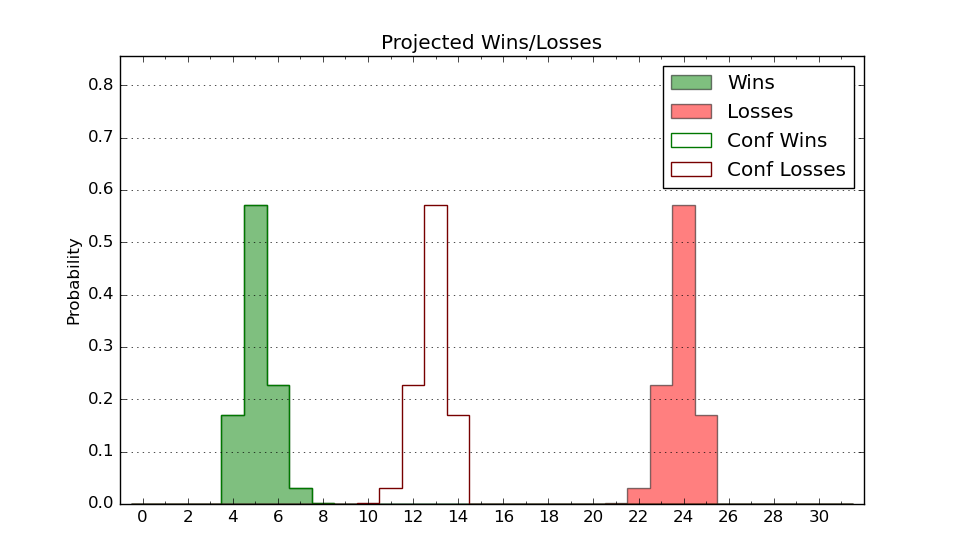 Projected Wins/Losses
Probability
0.8
0.7
0.6
0.5
0.4
0.3
0.2
0.1
0.0
Wins
Losses
Conf Wins
Conf Losses
0 2 4 6 8 10 12 14 16 18 20 22 24 26 28 30